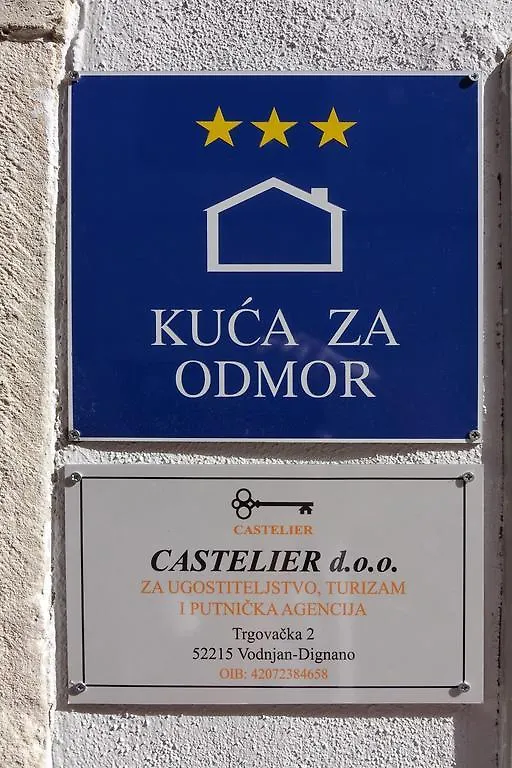 KUĆA ZA
ODMOR
CASTELIER
CASTELIER d.o.o.
ZA UGOSTITELJSTVO, TURIZAM
I PUTNIČKA AGENCIJA
Trgovačka 2
52215 Vodnjan-Dignano
OIB: 42072384658